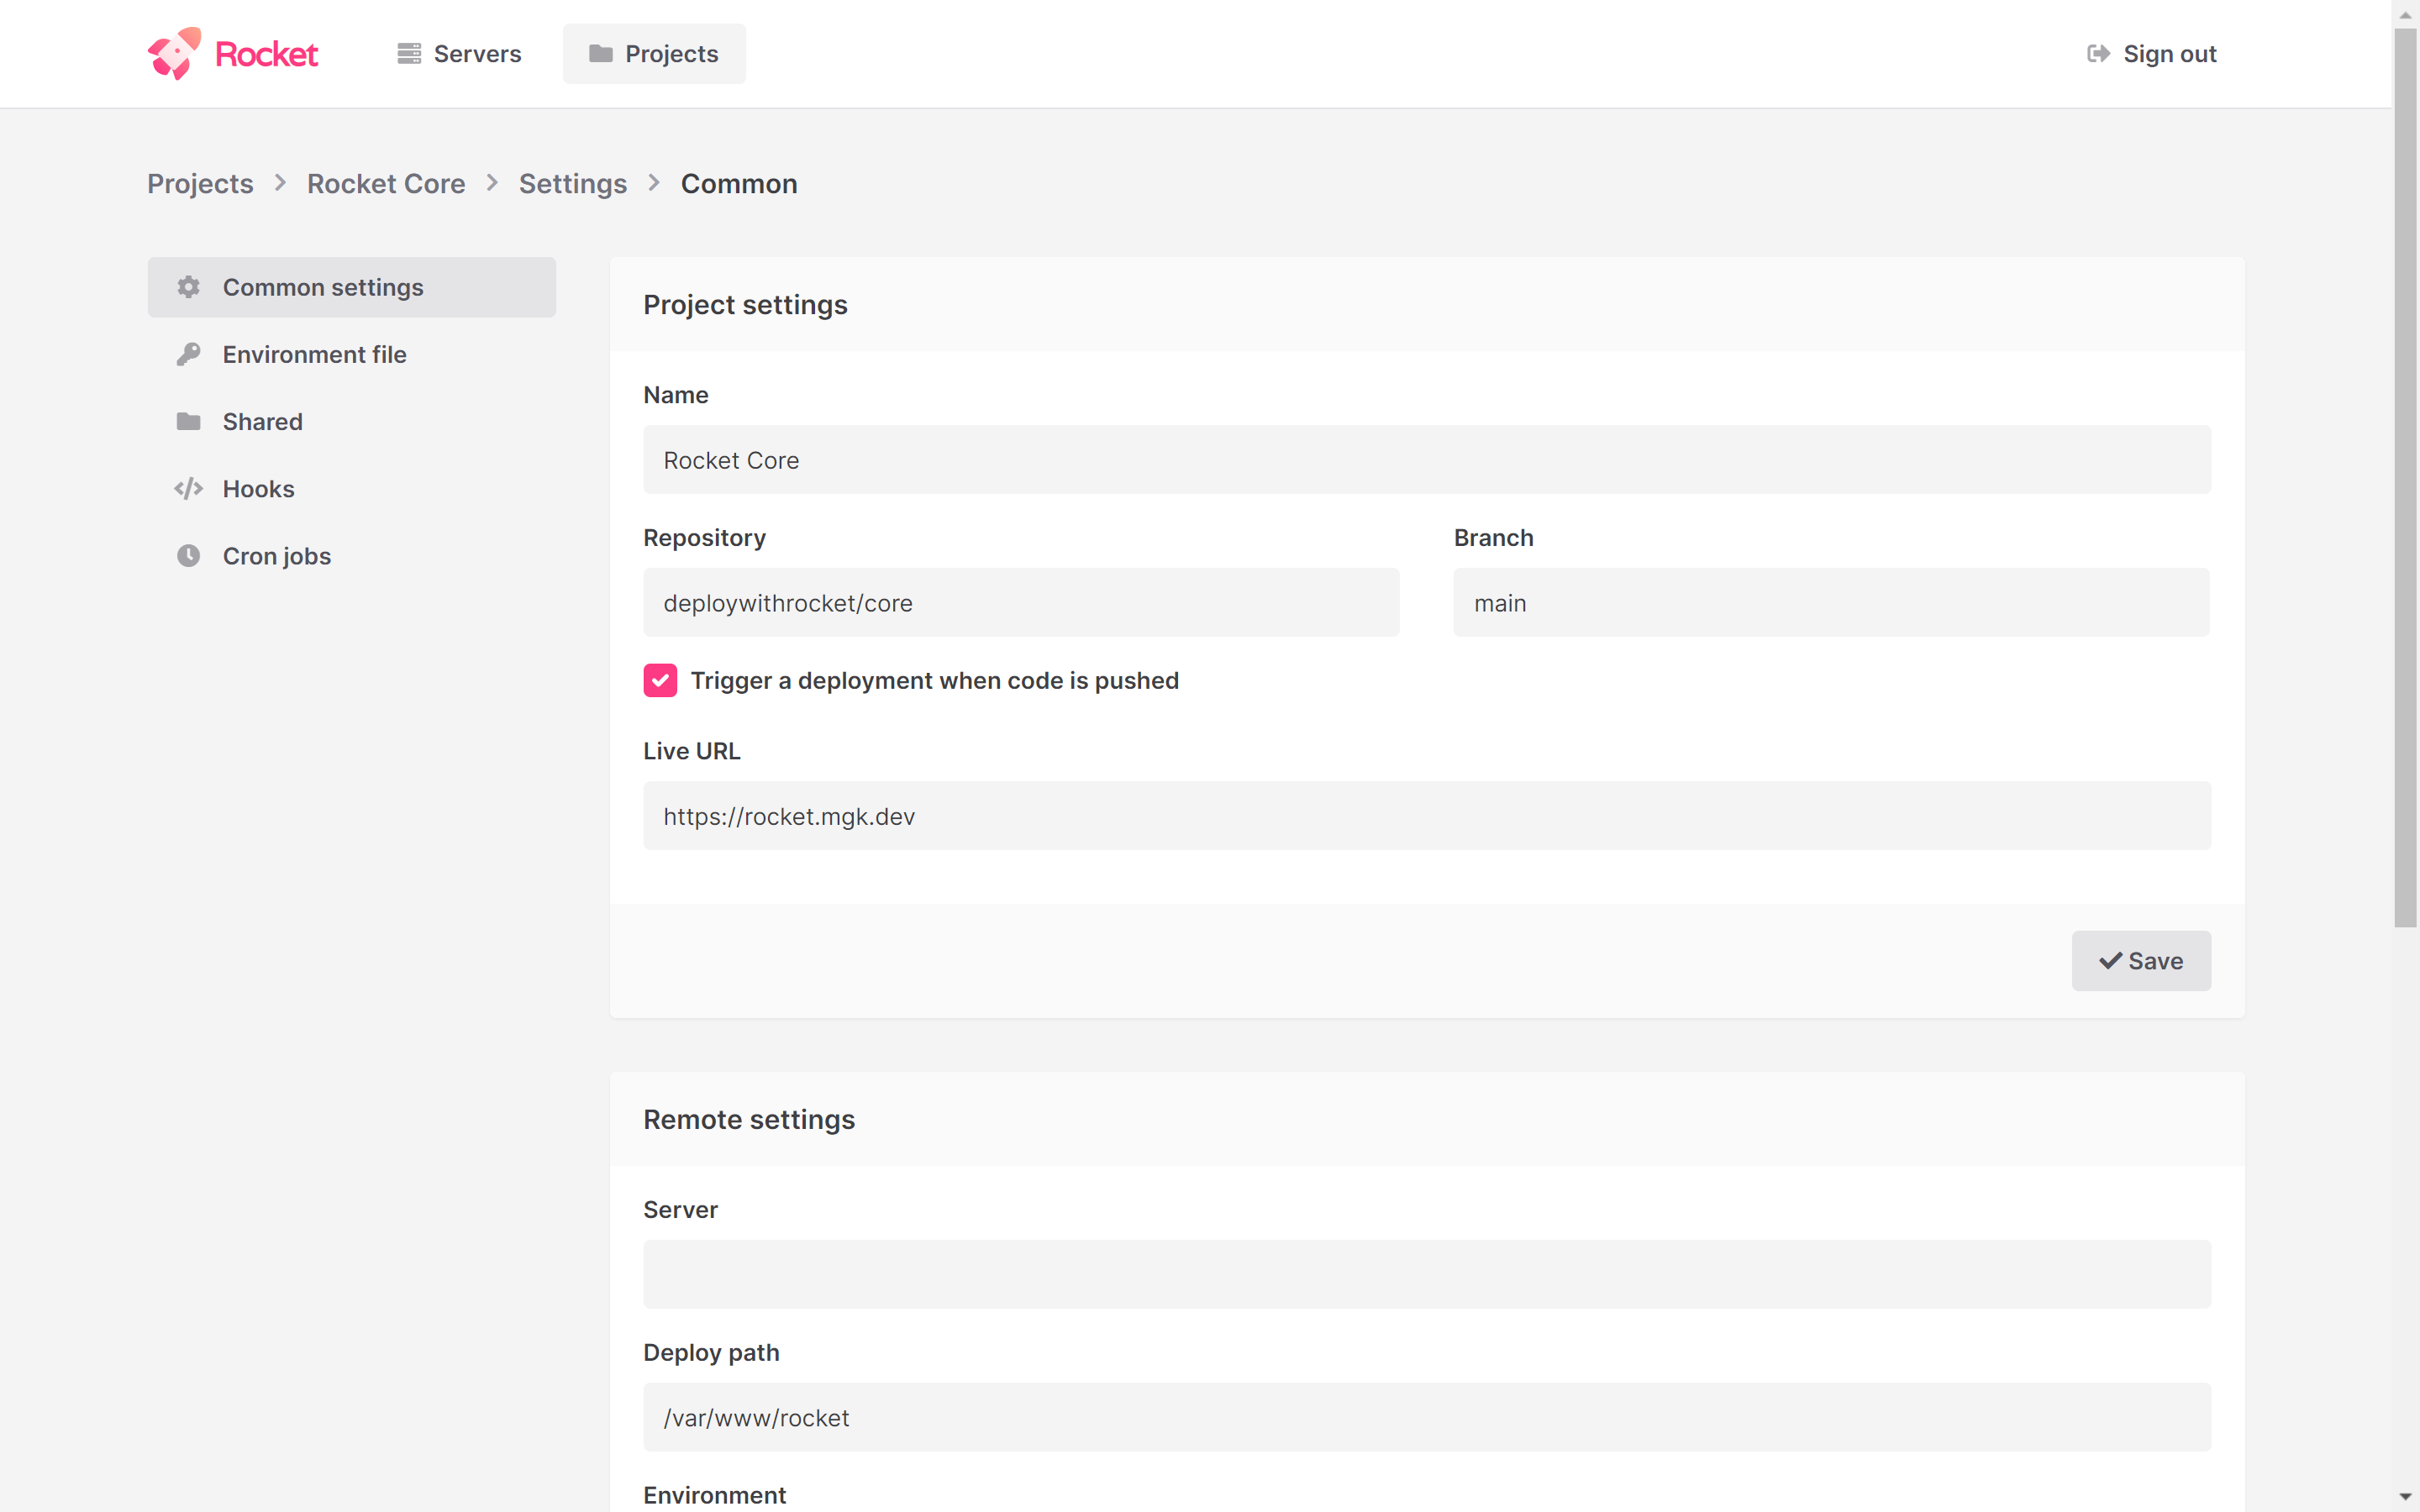 Rocket
Servers
Projects
Sign out
Projects > Rocket Core > Settings > Common
Common settings
Environment file
Shared
Hooks
Cron jobs
Project settings
Name
Rocket Core
Repository
Branch
deploywithrocket/core
main
Trigger a deployment when code is pushed
Live URL
https://rocket.mgk.dev
Save
Remote settings
Server
Deploy path
/var/www/rocket
Environment